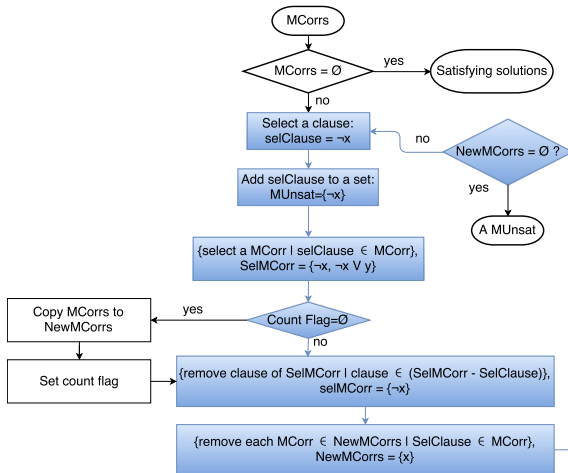 MCorrs
MCorrs = Ø
yes
Satisfying solutions
no
Select a clause:
selClause = ¬x
no
NewMCorrs = Ø ?
Add selClause to a set:
MUnsat={¬x}
yes
A MUnsat
{select a MCorr | selClause ∈ MCorr},
SelMCorr = {¬x, ¬x V y}
Copy MCorrs to
NewMCorrs
yes
Count Flag=Ø
no
Set count flag
{remove clause of SelMCorr | clause ∈ (SelMCorr - SelClause)},
selMCorr = {¬x}
{remove each MCorr ∈ NewMCorrs | SelClause ∈ MCorr},
NewMCorrs = {x}